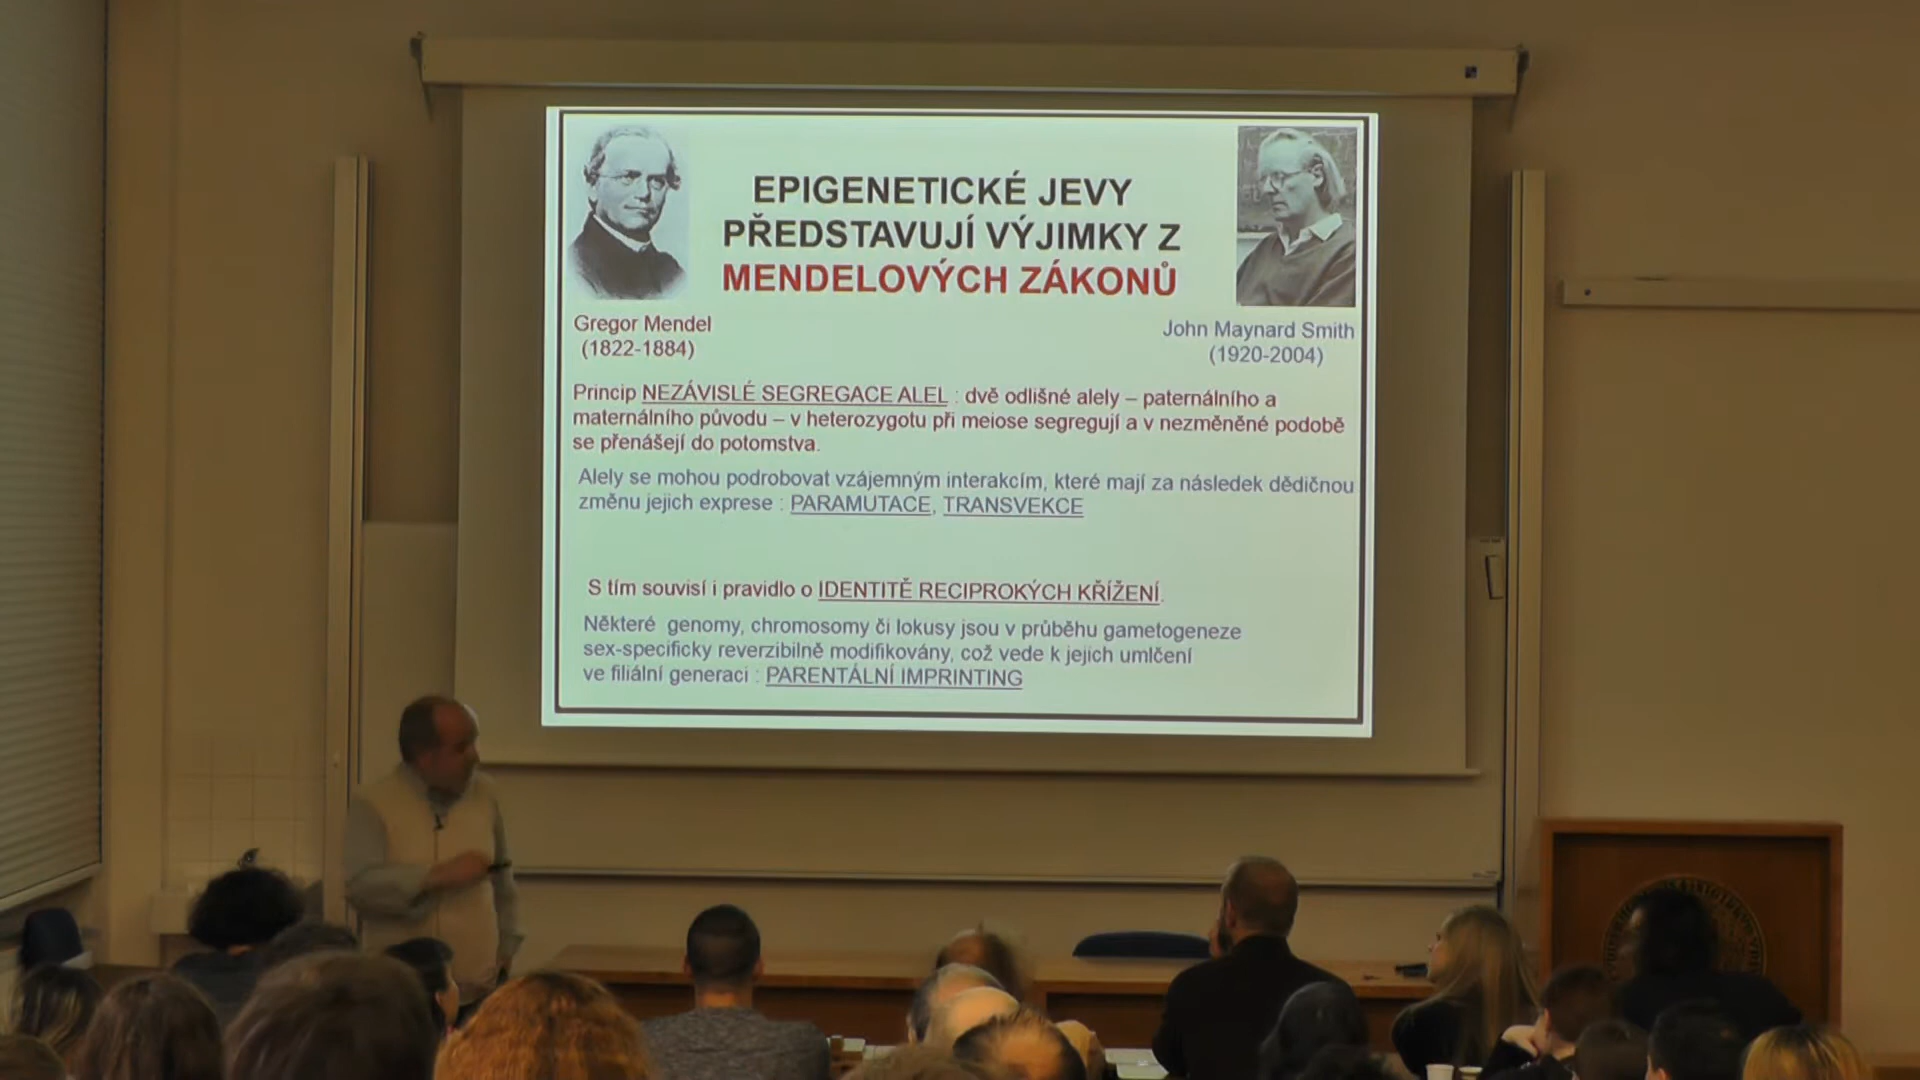 EPIGENETICKÉ JEVY
PŘEDSTAVUJÍ VÝJIMKY Z
MENDELOVÝCH ZÁKONŮ
Gregor Mendel
(1822-1884)
John Maynard Smith
(1920-2004)
Princip NEZÁVISLÉ SEGREGACE ALEL : dvě odlišné alely – paternálního a
maternálního původu – v heterozygotu při meiose segregují a v nezměněné podobě
se přenášejí do potomstva.
Alely se mohou podrobovat vzájemným interakcím, které mají za následek dědičnou
změnu jejich exprese : PARAMUTACE, TRANSVEKCE
S tím souvisí i pravidlo o IDENTITĚ RECIPROKÝCH KŘÍŽENÍ.
Některé genomy, chromosomy či lokusy jsou v průběhu gametogeneze
sex-specificky reverzibilně modifikovány, což vede k jejich umlčení
ve filiální generaci : PARENTÁLNÍ IMPRINTING